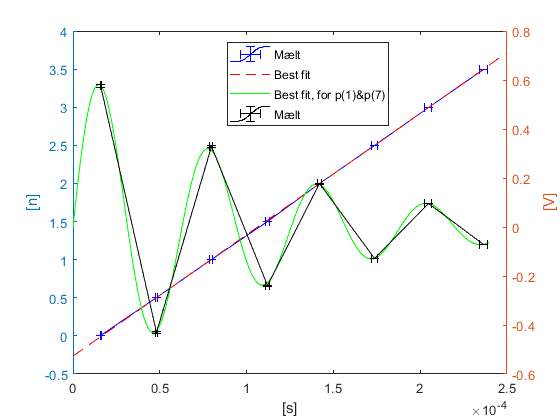 Mælt
Best fit
Best fit, for p(1)&p(7)
Mælt
4
3.5
3
2.5
2
1.5
1
0.5
0
-0.5
[n]
0.8
0.6
0.4
0.2
0
-0.2
-0.4
-0.6
[V]
0 0.5 1 1.5 2 2.5
[s]
×10⁻⁴